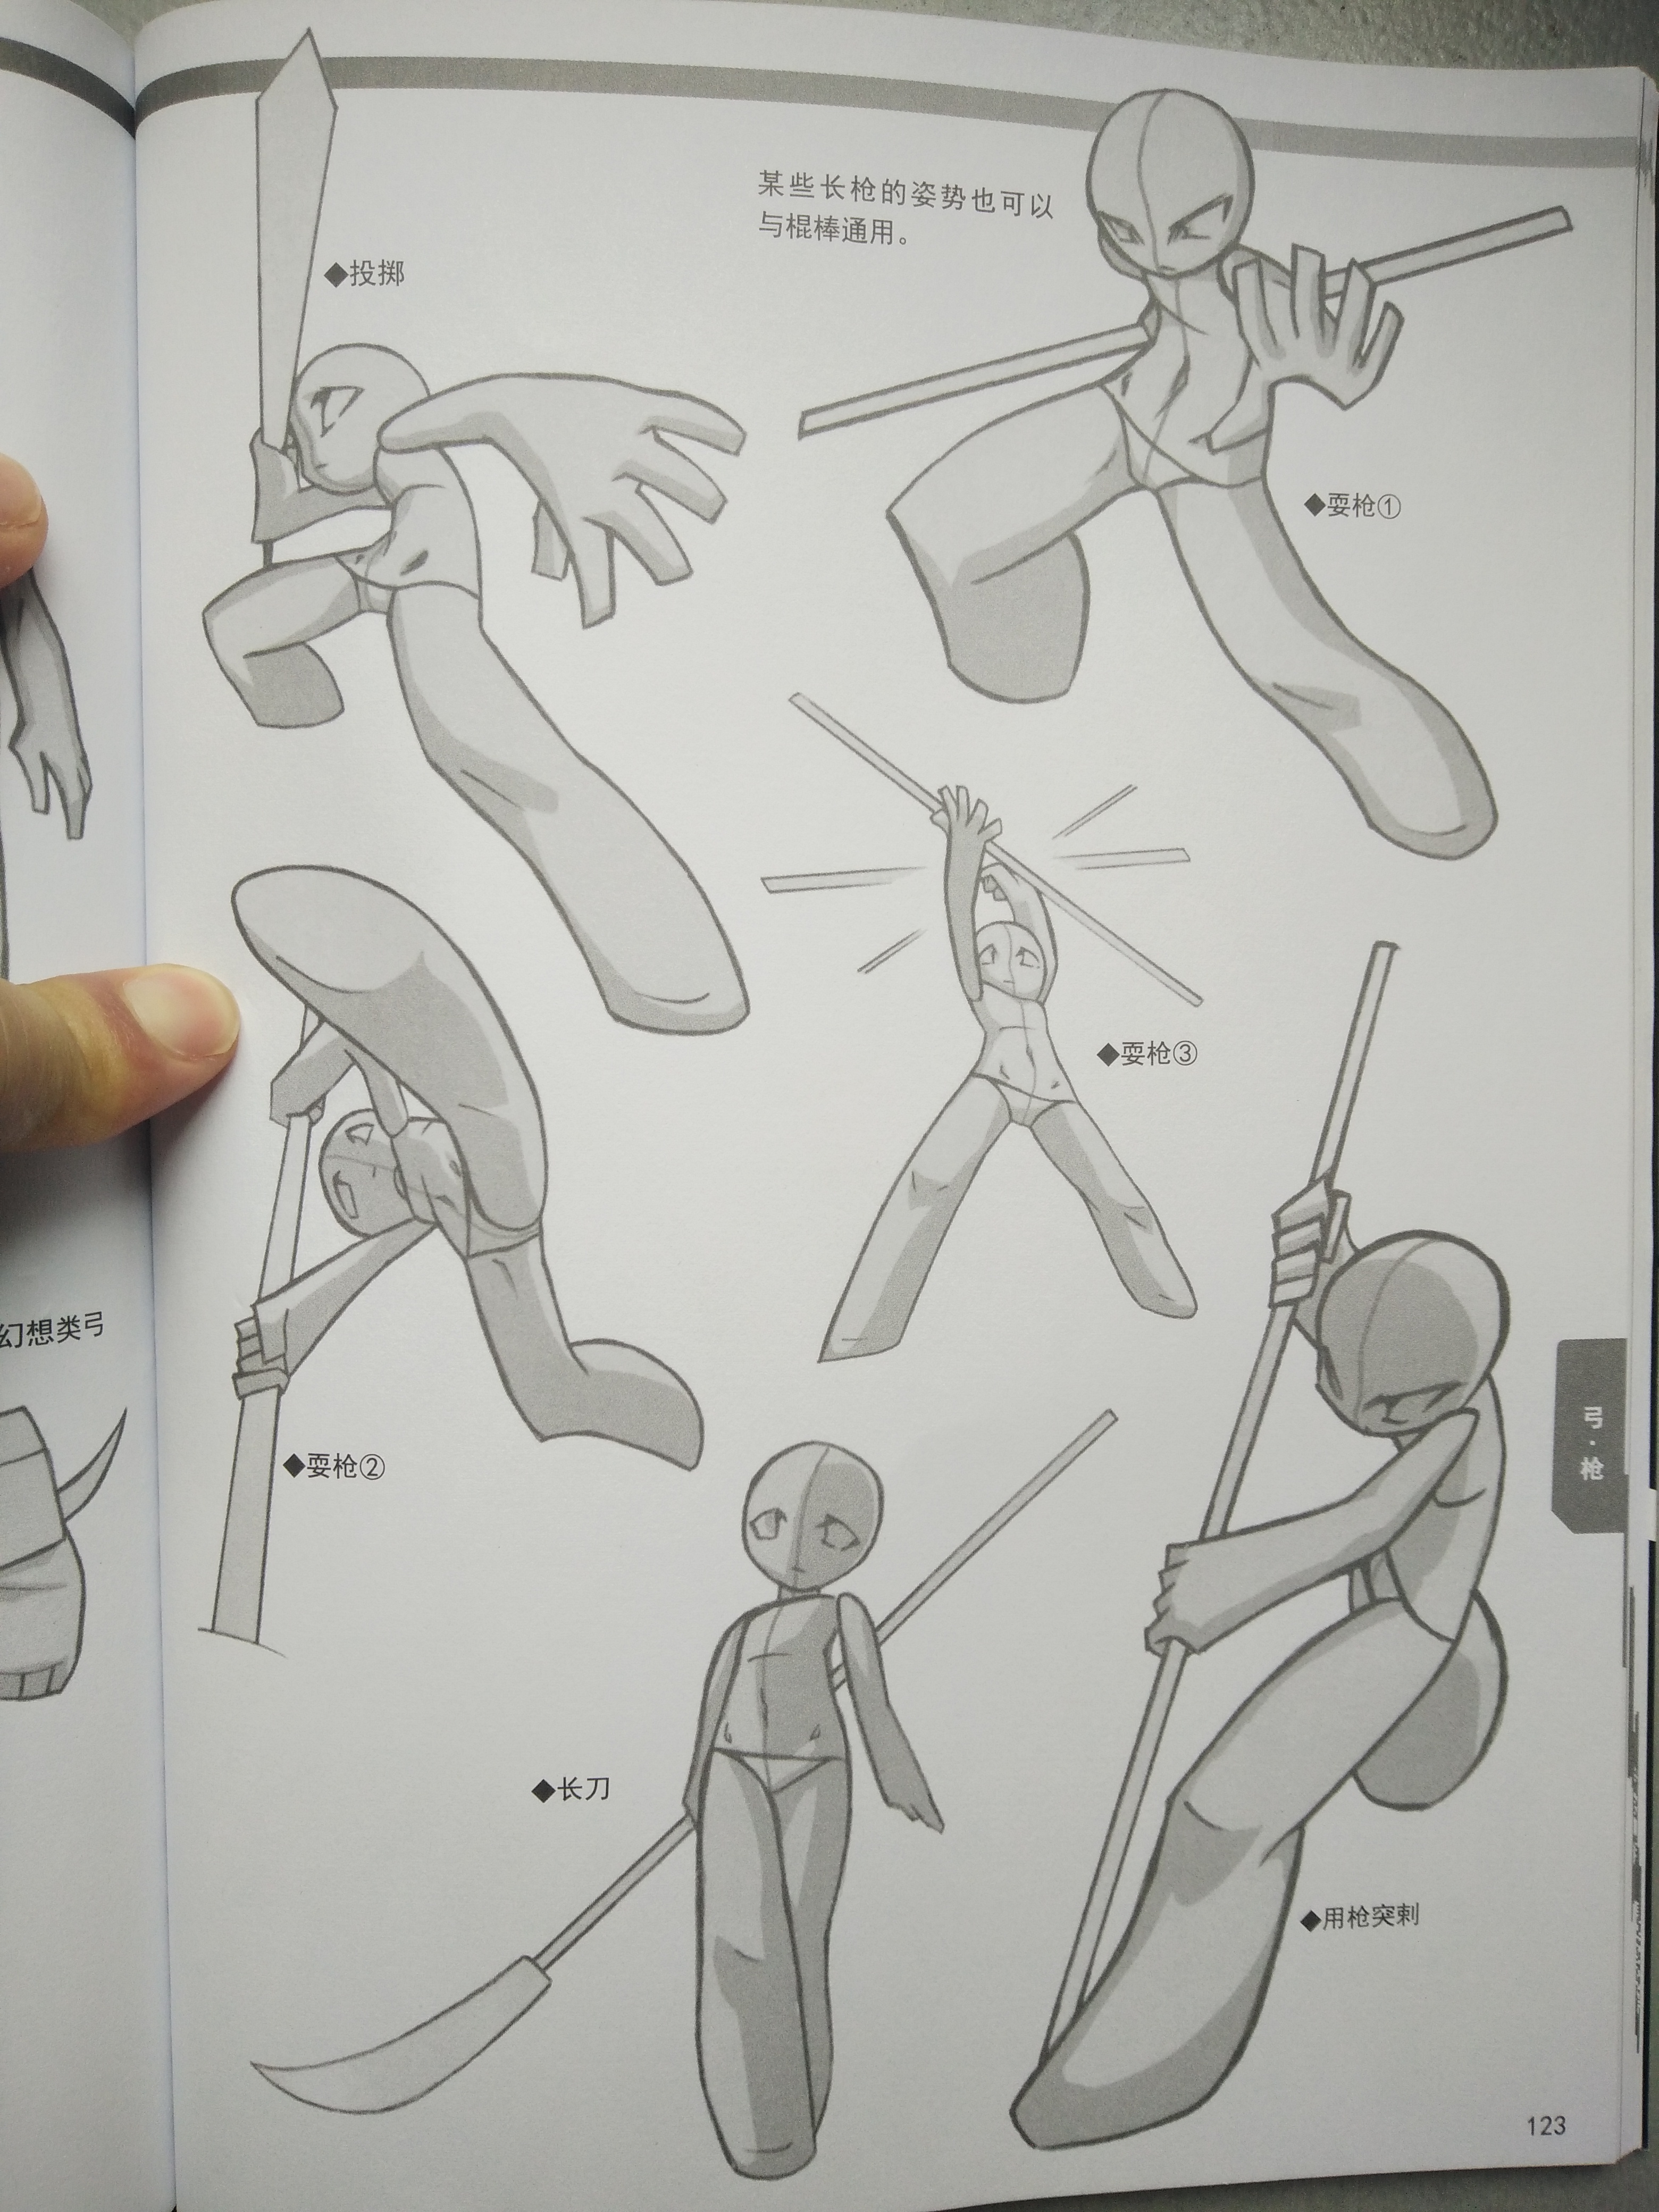 某些长枪的姿势也可以
与棍棒通用。
◆投掷
◆耍枪①
◆耍枪③
幻想类弓
◆耍枪②
弓·枪
◆长刀
◆用枪突刺
123